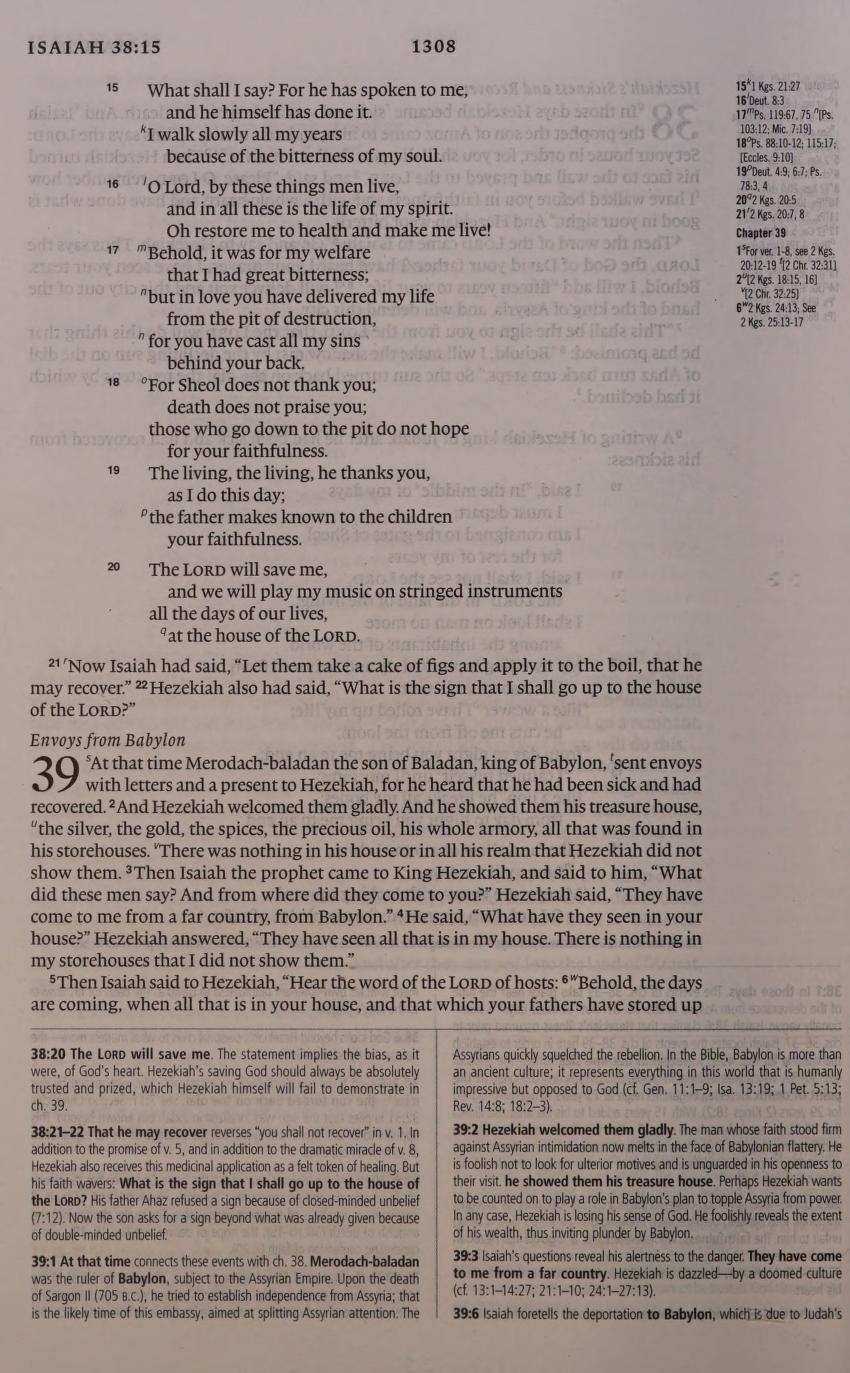 ISAIAH 38:15
1308
15 What shall I say? For he has spoken to me,
and he himself has done it.
kI walk slowly all my years
because of the bitterness of my soul.
16 lO Lord, by these things men live,
and in all these is the life of my spirit.
Oh restore me to health and make me live!
17 mBehold, it was for my welfare
that I had great bitterness;
nbut in love you have delivered my life
from the pit of destruction,
n for you have cast all my sins
behind your back.
18 oFor Sheol does not thank you;
death does not praise you;
those who go down to the pit do not hope
for your faithfulness.
19 The living, the living, he thanks you,
as I do this day;
pthe father makes known to the children
your faithfulness.
20 The LORD will save me,
and we will play my music on stringed instruments
all the days of our lives,
qat the house of the LORD.
21 rNow Isaiah had said, “Let them take a cake of figs and apply it to the boil, that he
may recover.” 22 Hezekiah also had said, “What is the sign that I shall go up to the house
of the LORD?”
Envoys from Babylon
39 sAt that time Merodach-baladan the son of Baladan, king of Babylon, tsent envoys
with letters and a present to Hezekiah, for he heard that he had been sick and had
recovered. 2 And Hezekiah welcomed them gladly. And he showed them his treasure house,
uthe silver, the gold, the spices, the precious oil, his whole armory, all that was found in
his storehouses. vThere was nothing in his house or in all his realm that Hezekiah did not
show them. 3 Then Isaiah the prophet came to King Hezekiah, and said to him, “What
did these men say? And from where did they come to you?” Hezekiah said, “They have
come to me from a far country, from Babylon.” 4 He said, “What have they seen in your
house?” Hezekiah answered, “They have seen all that is in my house. There is nothing in
my storehouses that I did not show them.”
5 Then Isaiah said to Hezekiah, “Hear the word of the LORD of hosts: 6 wBehold, the days
are coming, when all that is in your house, and that which your fathers have stored up
15 k1 Kgs. 21:27
16 lDeut. 8:3
17 mPs. 119:67, 75 n[Ps.
103:12; Mic. 7:19]
18 oPs. 88:10-12; 115:17;
[Eccles. 9:10]
19 pDeut. 4:9; 6:7; Ps.
78:3, 4
20 q2 Kgs. 20:5
21 r2 Kgs. 20:7, 8
Chapter 39
1 sFor ver. 1-8, see 2 Kgs.
20:12-19 t[2 Chr. 32:31]
2 u[2 Kgs. 18:15, 16]
v[2 Chr. 32:25]
6 w2 Kgs. 24:13; See
2 Kgs. 25:13-17
38:20 The LORD will save me. The statement implies the bias, as it
were, of God's heart. Hezekiah's saving God should always be absolutely
trusted and prized, which Hezekiah himself will fail to demonstrate in
ch. 39.
38:21–22 That he may recover reverses “you shall not recover” in v. 1. In
addition to the promise of v. 5, and in addition to the dramatic miracle of v. 8,
Hezekiah also receives this medicinal application as a felt token of healing. But
his faith wavers: What is the sign that I shall go up to the house of
the LORD? His father Ahaz refused a sign because of closed-minded unbelief
(7:12). Now the son asks for a sign beyond what was already given because
of double-minded unbelief.
39:1 At that time connects these events with ch. 38. Merodach-baladan
was the ruler of Babylon, subject to the Assyrian Empire. Upon the death
of Sargon II (705 B.C.), he tried to establish independence from Assyria; that
is the likely time of this embassy, aimed at splitting Assyrian attention. The
Assyrians quickly squelched the rebellion. In the Bible, Babylon is more than
an ancient culture; it represents everything in this world that is humanly
impressive but opposed to God (cf. Gen. 11:1–9; Isa. 13:19; 1 Pet. 5:13;
Rev. 14:8; 18:2–3).
39:2 Hezekiah welcomed them gladly. The man whose faith stood firm
against Assyrian intimidation now melts in the face of Babylonian flattery. He
is foolish not to look for ulterior motives and is unguarded in his openness to
their visit. he showed them his treasure house. Perhaps Hezekiah wants
to be counted on to play a role in Babylon's plan to topple Assyria from power.
In any case, Hezekiah is losing his sense of God. He foolishly reveals the extent
of his wealth, thus inviting plunder by Babylon.
39:3 Isaiah's questions reveal his alertness to the danger. They have come
to me from a far country. Hezekiah is dazzled—by a doomed culture
(cf. 13:1–14:27; 21:1–10; 24:1–27:13).
39:6 Isaiah foretells the deportation to Babylon, which is due to Judah's